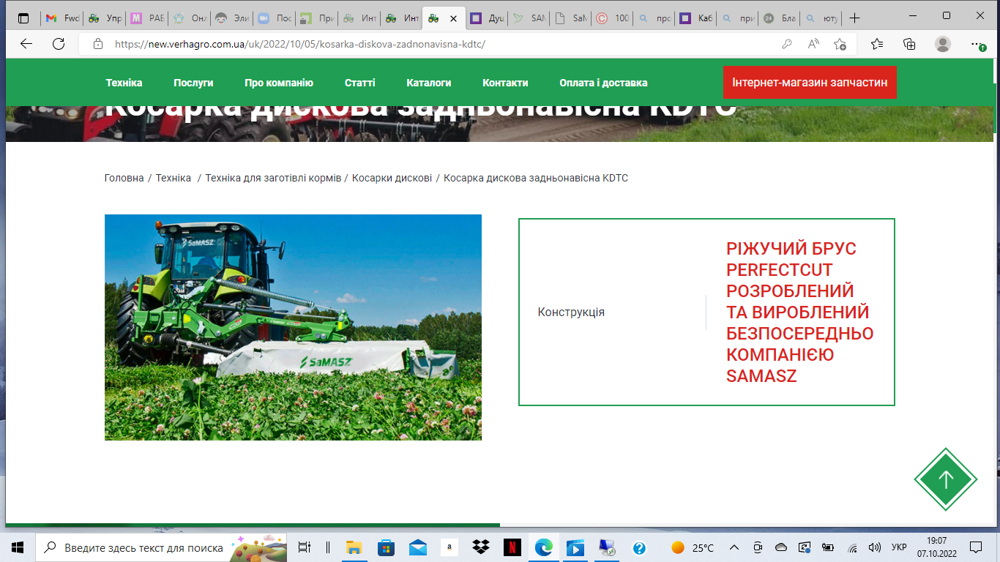 Fwd
Упр
РАБ
Онл
Эли
Пос
При
Инт
Инт
Душ
SAM
SaM
100
прс
Каб
при
24
Бла
юту
https://new.verhagro.com.ua/uk/2022/10/05/kosarka-diskova-zadnonavisna-kdtc/
Техніка
Послуги
Про компанію
Статті
Каталоги
Контакти
Оплата і доставка
Інтернет-магазин запчастин
Косарка дискова задньонавісна KDTC
Головна / Техніка / Техніка для заготівлі кормів / Косарки дискові / Косарка дискова задньонавісна KDTC
SaMASZ
SaMASZ
SaMASZ
Конструкція
РІЖУЧИЙ БРУС
PERFECTCUT
РОЗРОБЛЕНИЙ
ТА ВИРОБЛЕНИЙ
БЕЗПОСЕРЕДНЬО
КОМПАНІЄЮ
SAMASZ
Введите здесь текст для поиска
a
N
25°C
УКР
19:07
07.10.2022